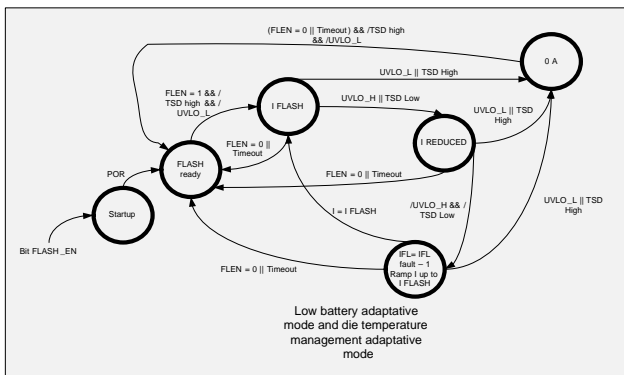 (FLEN = 0 || Timeout) && /TSD high
&& /UVLO_L
0 A
UVLO_L || TSD High
FLEN = 1 && /
TSD high && /
UVLO_L
I FLASH
UVLO_H || TSD Low
UVLO_L || TSD
High
I REDUCED
FLEN = 0 ||
Timeout
FLASH
ready
FLEN = 0 || Timeout
POR
Startup
I = I FLASH
/UVLO_H && /
TSD Low
UVLO_L || TSD
High
Bit FLASH _EN
FLEN = 0 || Timeout
IFL= IFL
fault – 1
Ramp I up to
I FLASH
Low battery adaptative
mode and die temperature
management adaptative
mode